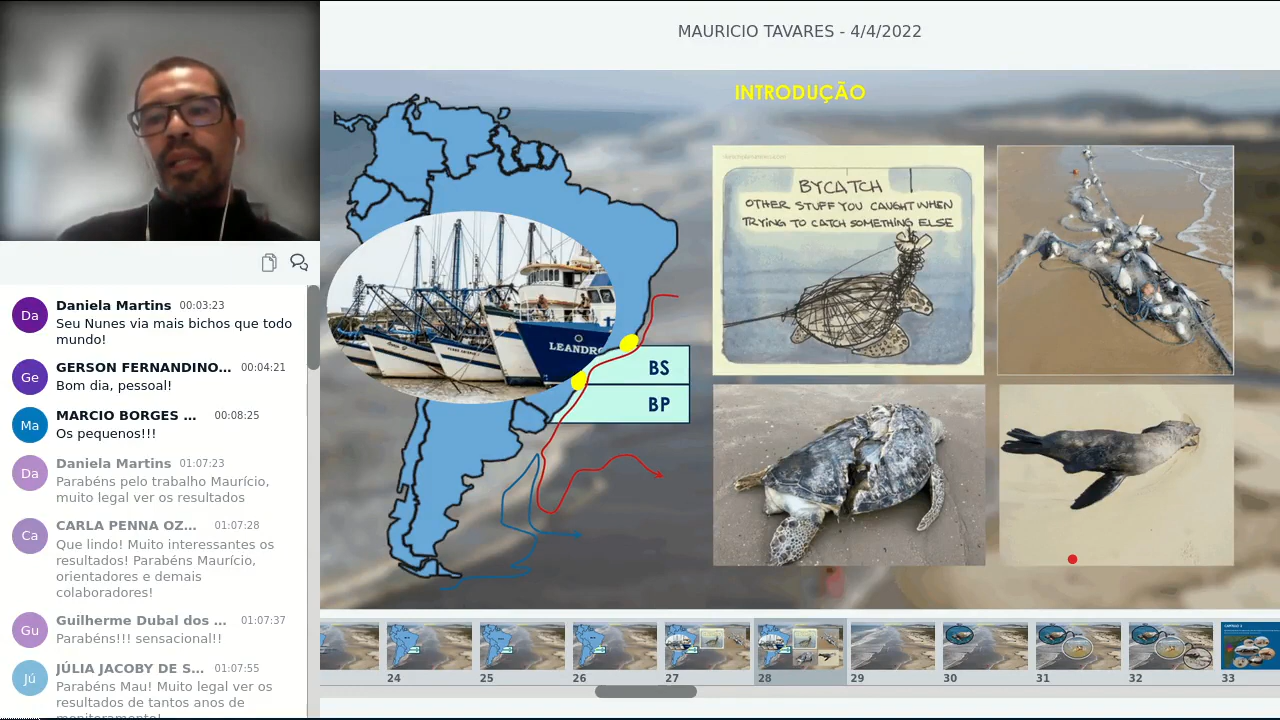 MAURICIO TAVARES - 4/4/2022
INTRODUÇÃO
BYCATCH
OTHER STUFF YOU CAUGHT WHEN
TRYING TO CATCH SOMETHING ELSE
LEANDRO
BS
BP
Da
Daniela Martins 00:03:23
Seu Nunes via mais bichos que todo
mundo!
Ge
GERSON FERNANDINO... 00:04:21
Bom dia, pessoal!
Ma
MARCIO BORGES ... 00:08:25
Os pequenos!!!
Da
Daniela Martins 01:07:23
Parabéns pelo trabalho Maurício,
muito legal ver os resultados
Ca
CARLA PENNA OZ... 01:07:28
Que lindo! Muito interessantes os
resultados! Parabéns Maurício,
orientadores e demais
colaboradores!
Gu
Guilherme Dubal dos ... 01:07:37
Parabéns!!! sensacional!!
Jú
JÚLIA JACOBY DE S... 01:07:55
Parabéns Mau! Muito legal ver os
resultados de tantos anos de
monitoramento!
24
25
26
27
28
29
30
31
32
33